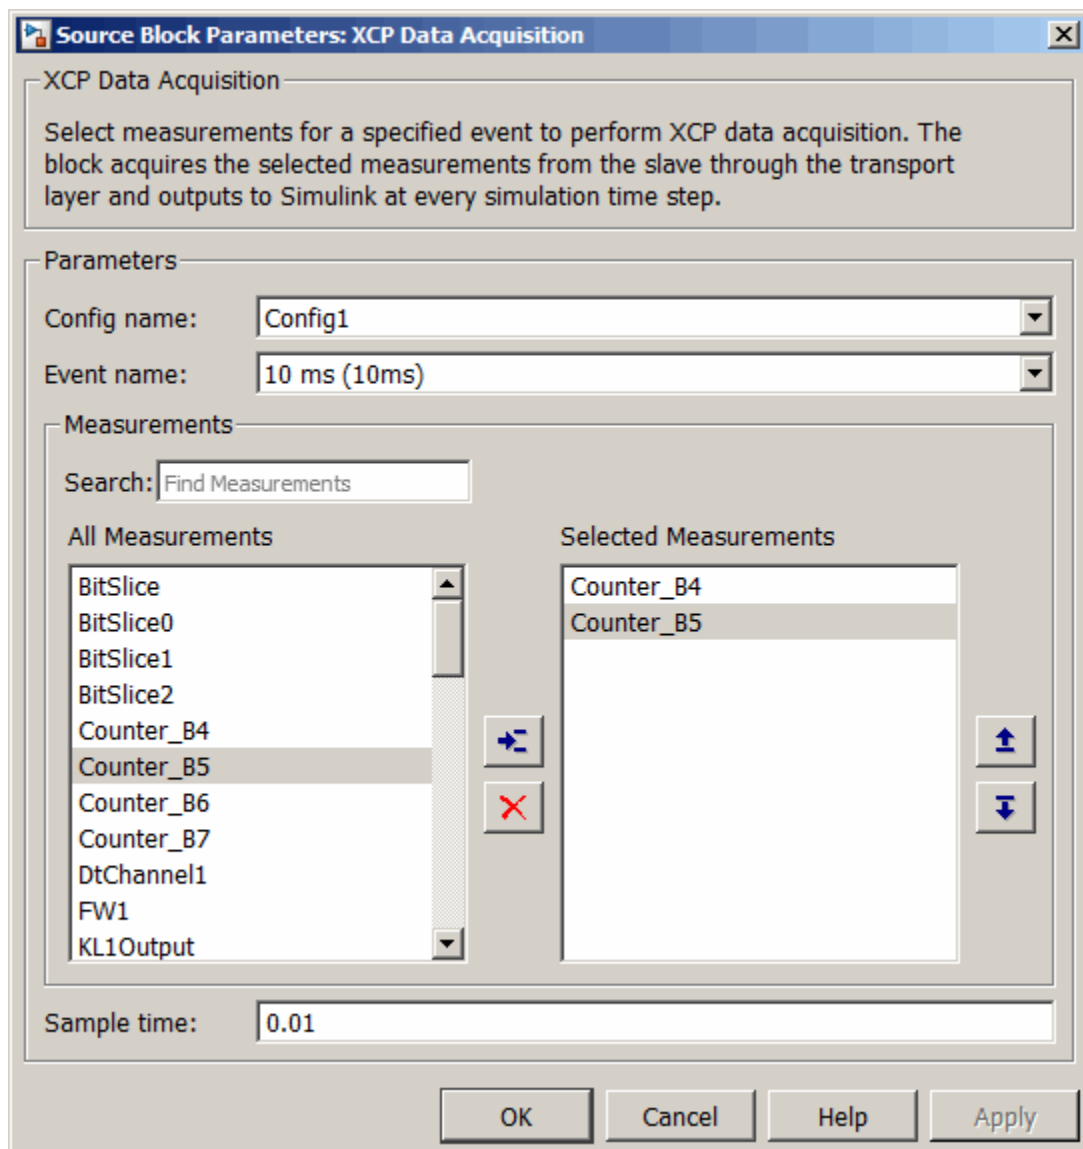 Source Block Parameters: XCP Data Acquisition
XCP Data Acquisition
Select measurements for a specified event to perform XCP data acquisition. The
block acquires the selected measurements from the slave through the transport
layer and outputs to Simulink at every simulation time step.
Parameters
Config name: Config1
Event name: 10 ms (10ms)
Measurements
Search: Find Measurements
All Measurements
BitSlice
BitSlice0
BitSlice1
BitSlice2
Counter_B4
Counter_B5
Counter_B6
Counter_B7
DtChannel1
FW1
KL1Output
Selected Measurements
Counter_B4
Counter_B5
Sample time: 0.01
OK Cancel Help Apply